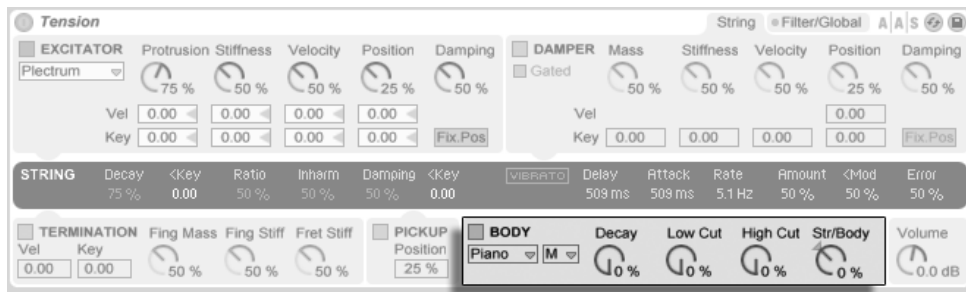 Tension String Filter/Global A A S
EXCITATOR Protrusion Stiffness Velocity Position Damping
Plectrum 75 % 50 % 50 % 25 % 50 %
Vel 0.00 0.00 0.00 0.00
Key 0.00 0.00 0.00 0.00 Fix.Pos
DAMPER Mass Stiffness Velocity Position Damping
Gated 50 % 50 % 50 % 25 % 50 %
Vel 0.00
Key 0.00 0.00 0.00 0.00 Fix.Pos
STRING Decay <Key Ratio Inharm Damping <Key VIBRATO Delay Attack Rate Amount <Mod Error
75 % 0.00 50 % 50 % 50 % 0.00 509 ms 509 ms 5.1 Hz 50 % 50 % 50 %
TERMINATION Fing Mass Fing Stiff Fret Stiff
Vel Key
0.00 0.00 50 % 50 % 50 %
PICKUP
Position
25 %
BODY Decay Low Cut High Cut Str/Body
Piano M 0 % 0 % 0 % 0 %
Volume
0.0 dB